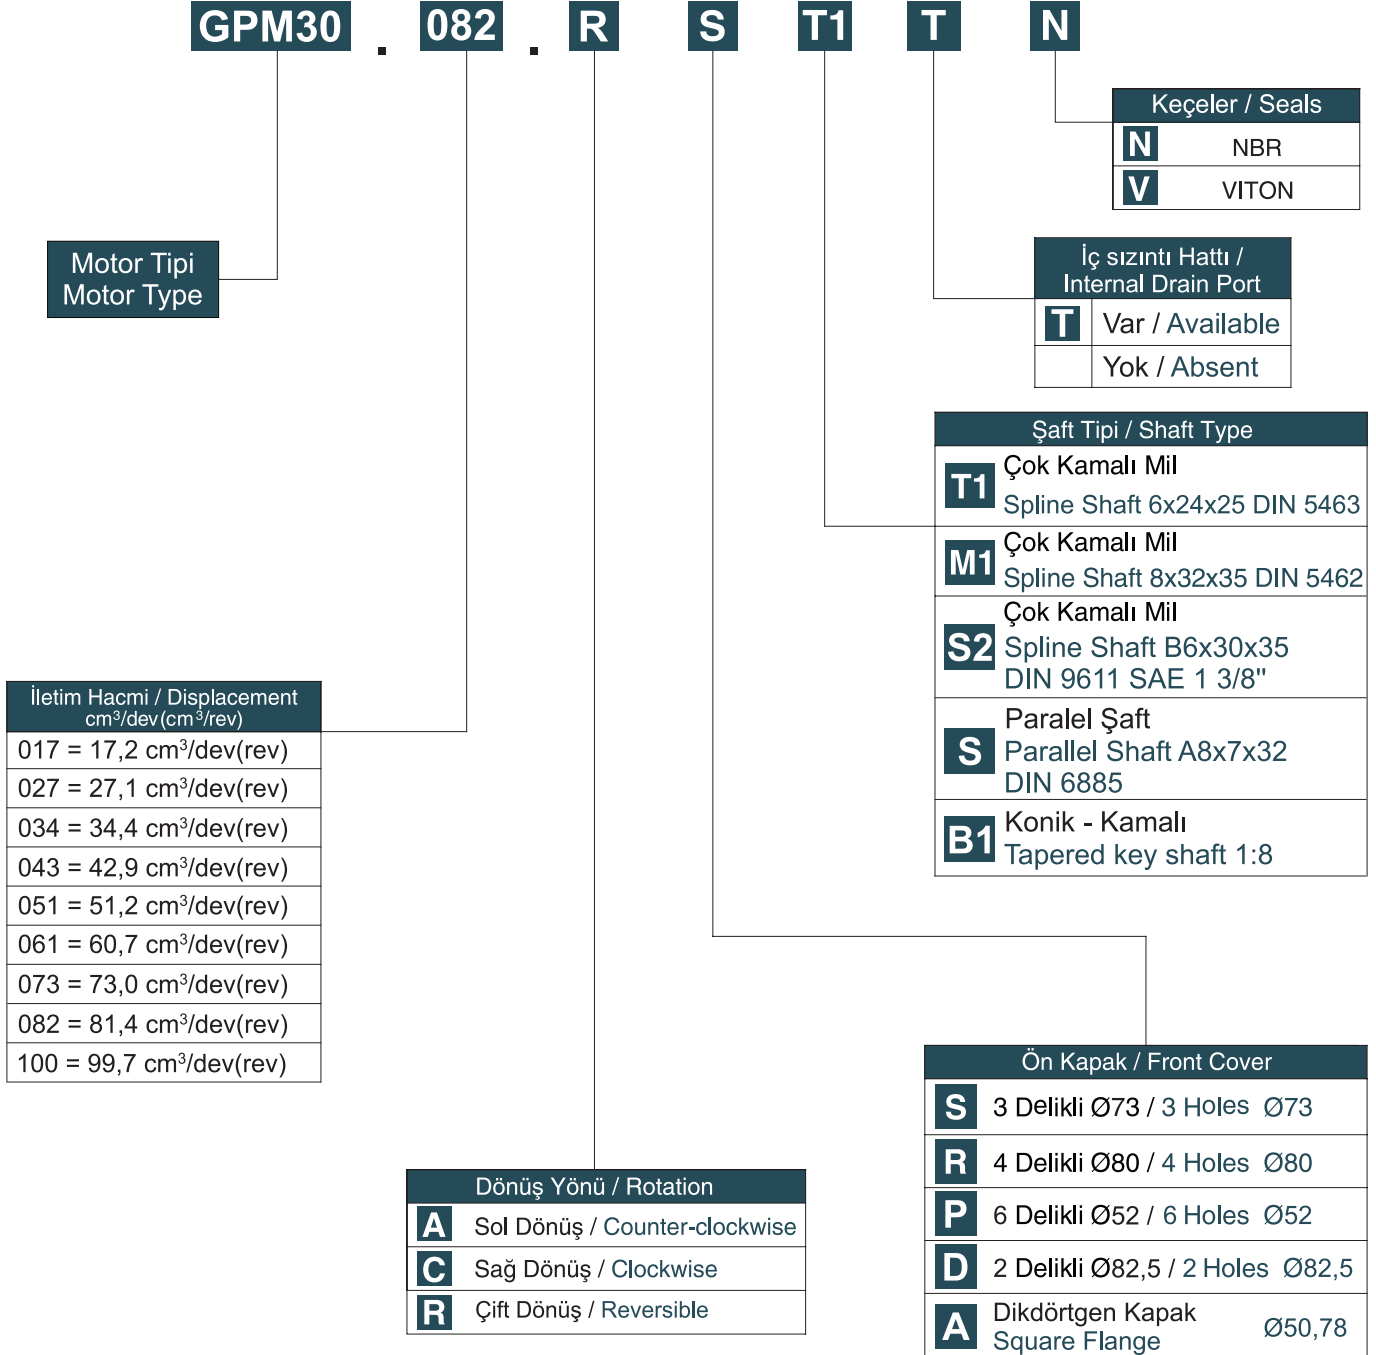 GPM30 . 082 . R S T1 T N
Keçeler / Seals
N NBR
V VITON
Motor Tipi
Motor Type
İç sızıntı Hattı /
Internal Drain Port
T Var / Available
Yok / Absent
Şaft Tipi / Shaft Type
T1 Çok Kamalı Mil
Spline Shaft 6x24x25 DIN 5463
M1 Çok Kamalı Mil
Spline Shaft 8x32x35 DIN 5462
S2 Çok Kamalı Mil
Spline Shaft B6x30x35
DIN 9611 SAE 1 3/8"
S Paralel Şaft
Parallel Shaft A8x7x32
DIN 6885
B1 Konik - Kamalı
Tapered key shaft 1:8
İletim Hacmi / Displacement
cm³/dev(cm³/rev)
017 = 17,2 cm³/dev(rev)
027 = 27,1 cm³/dev(rev)
034 = 34,4 cm³/dev(rev)
043 = 42,9 cm³/dev(rev)
051 = 51,2 cm³/dev(rev)
061 = 60,7 cm³/dev(rev)
073 = 73,0 cm³/dev(rev)
082 = 81,4 cm³/dev(rev)
100 = 99,7 cm³/dev(rev)
Dönüş Yönü / Rotation
A Sol Dönüş / Counter-clockwise
C Sağ Dönüş / Clockwise
R Çift Dönüş / Reversible
Ön Kapak / Front Cover
S 3 Delikli Ø73 / 3 Holes Ø73
R 4 Delikli Ø80 / 4 Holes Ø80
P 6 Delikli Ø52 / 6 Holes Ø52
D 2 Delikli Ø82,5 / 2 Holes Ø82,5
A Dikdörtgen Kapak
Square Flange Ø50,78